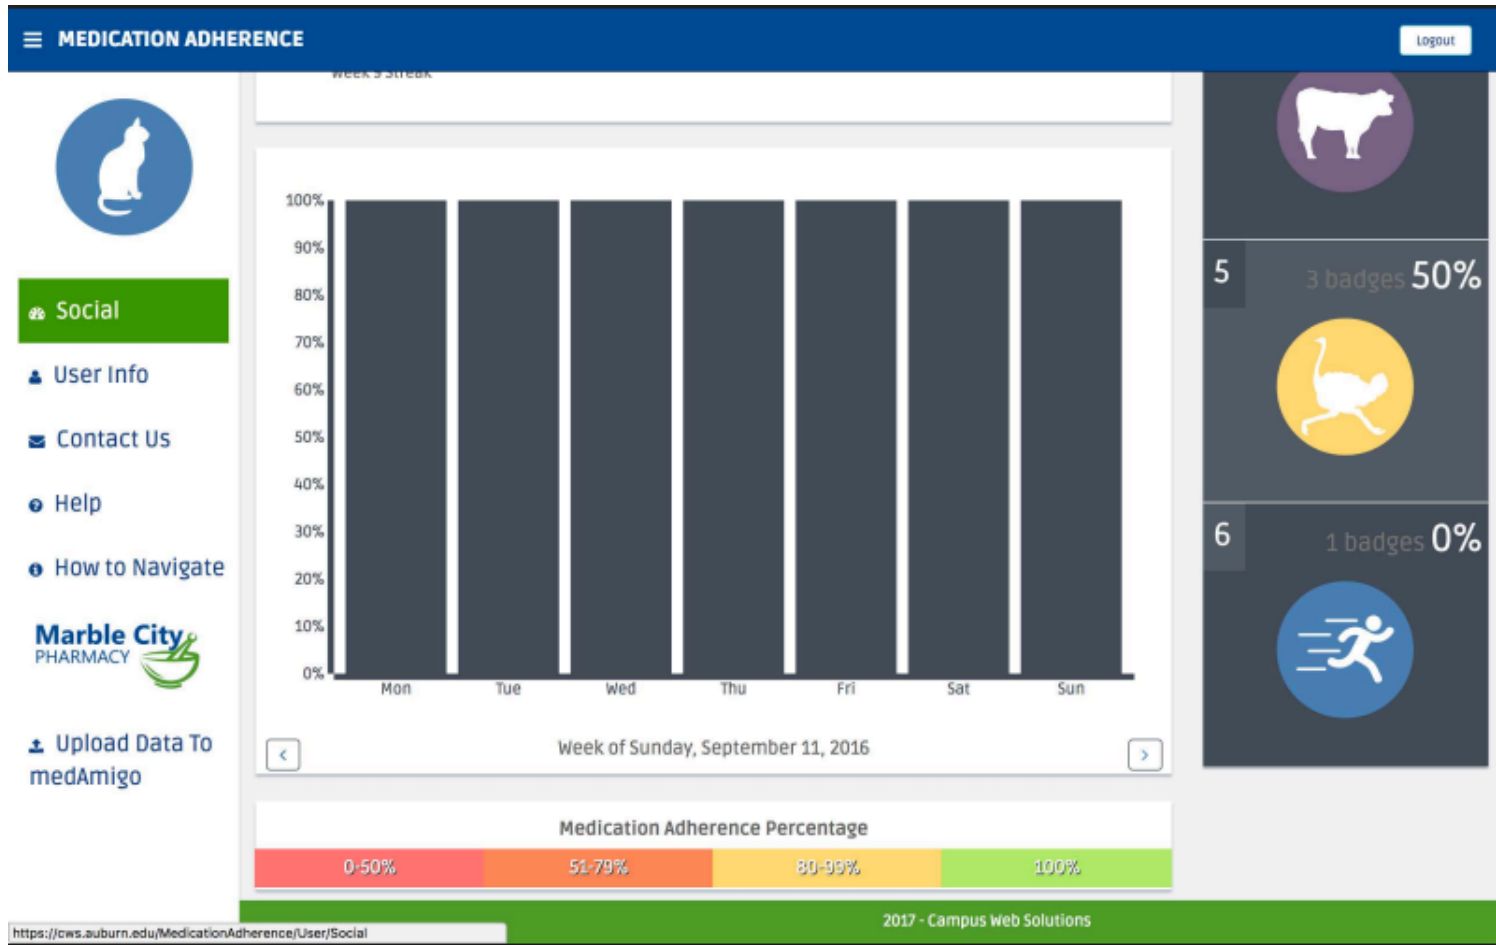 MEDICATION ADHERENCE
Logout
Week 9 Streak
Social
User Info
Contact Us
Help
How to Navigate
Marble City
PHARMACY
Upload Data To
medAmigo
100%
90%
80%
70%
60%
50%
40%
30%
20%
10%
0%
Mon Tue Wed Thu Fri Sat Sun
Week of Sunday, September 11, 2016
Medication Adherence Percentage
0-50% 51-79% 80-99% 100%
5 3 badges 50%
6 1 badges 0%
2017 - Campus Web Solutions
https://cws.auburn.edu/MedicationAdherence/User/Social